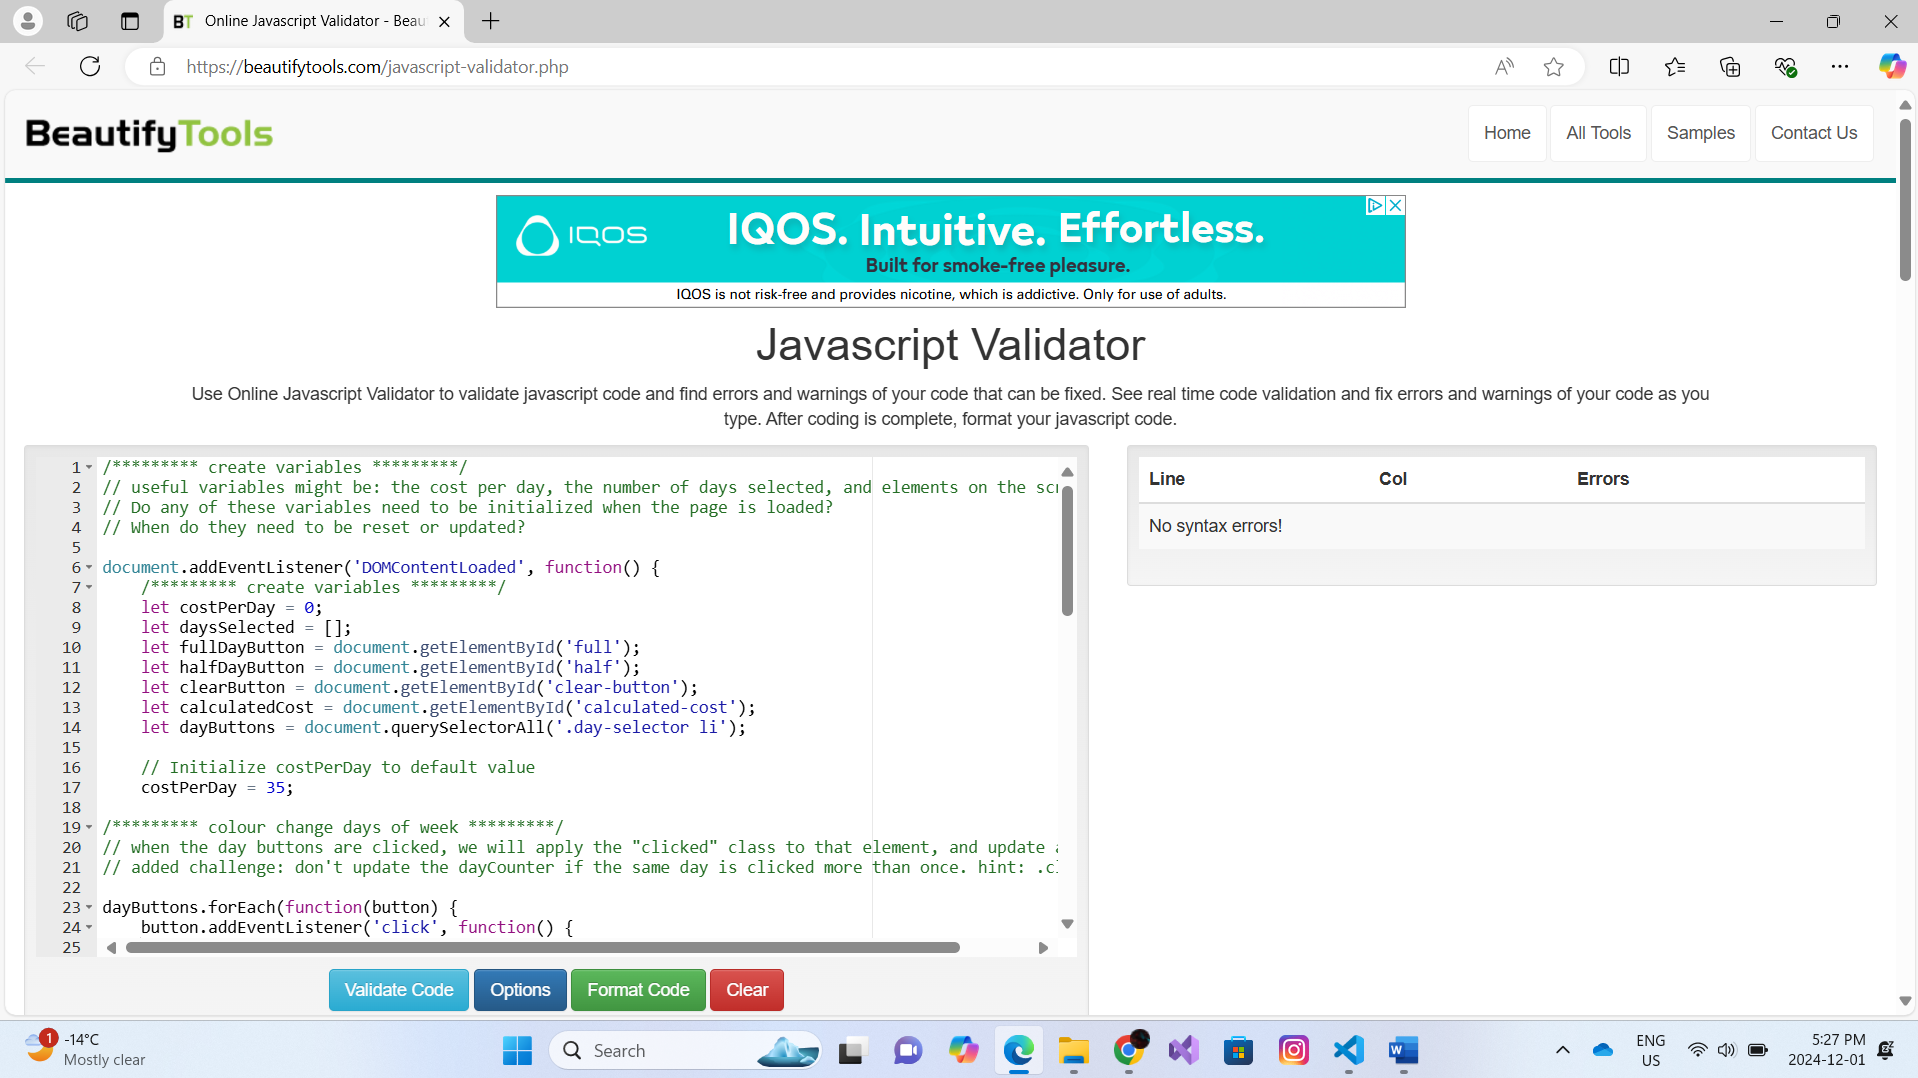 BT Online Javascript Validator - Beau
https://beautifytools.com/javascript-validator.php
BeautifyTools
Home
All Tools
Samples
Contact Us
IQOS
IQOS. Intuitive. Effortless.
Built for smoke-free pleasure.
IQOS is not risk-free and provides nicotine, which is addictive. Only for use of adults.
Javascript Validator
Use Online Javascript Validator to validate javascript code and find errors and warnings of your code that can be fixed. See real time code validation and fix errors and warnings of your code as you
type. After coding is complete, format your javascript code.
1 /********* create variables *********/
2 // useful variables might be: the cost per day, the number of days selected, and elements on the scr
3 // Do any of these variables need to be initialized when the page is loaded?
4 // When do they need to be reset or updated?
5
6 document.addEventListener('DOMContentLoaded', function() {
7     /********* create variables *********/
8     let costPerDay = 0;
9     let daysSelected = [];
10     let fullDayButton = document.getElementById('full');
11     let halfDayButton = document.getElementById('half');
12     let clearButton = document.getElementById('clear-button');
13     let calculatedCost = document.getElementById('calculated-cost');
14     let dayButtons = document.querySelectorAll('.day-selector li');
15
16     // Initialize costPerDay to default value
17     costPerDay = 35;
18
19 /********* colour change days of week *********/
20 // when the day buttons are clicked, we will apply the "clicked" class to that element, and update a
21 // added challenge: don't update the dayCounter if the same day is clicked more than once. hint: .cl
22
23 dayButtons.forEach(function(button) {
24     button.addEventListener('click', function() {
25
Line
Col
Errors
No syntax errors!
Validate Code
Options
Format Code
Clear
1
-14°C
Mostly clear
Search
ENG
US
5:27 PM
2024-12-01